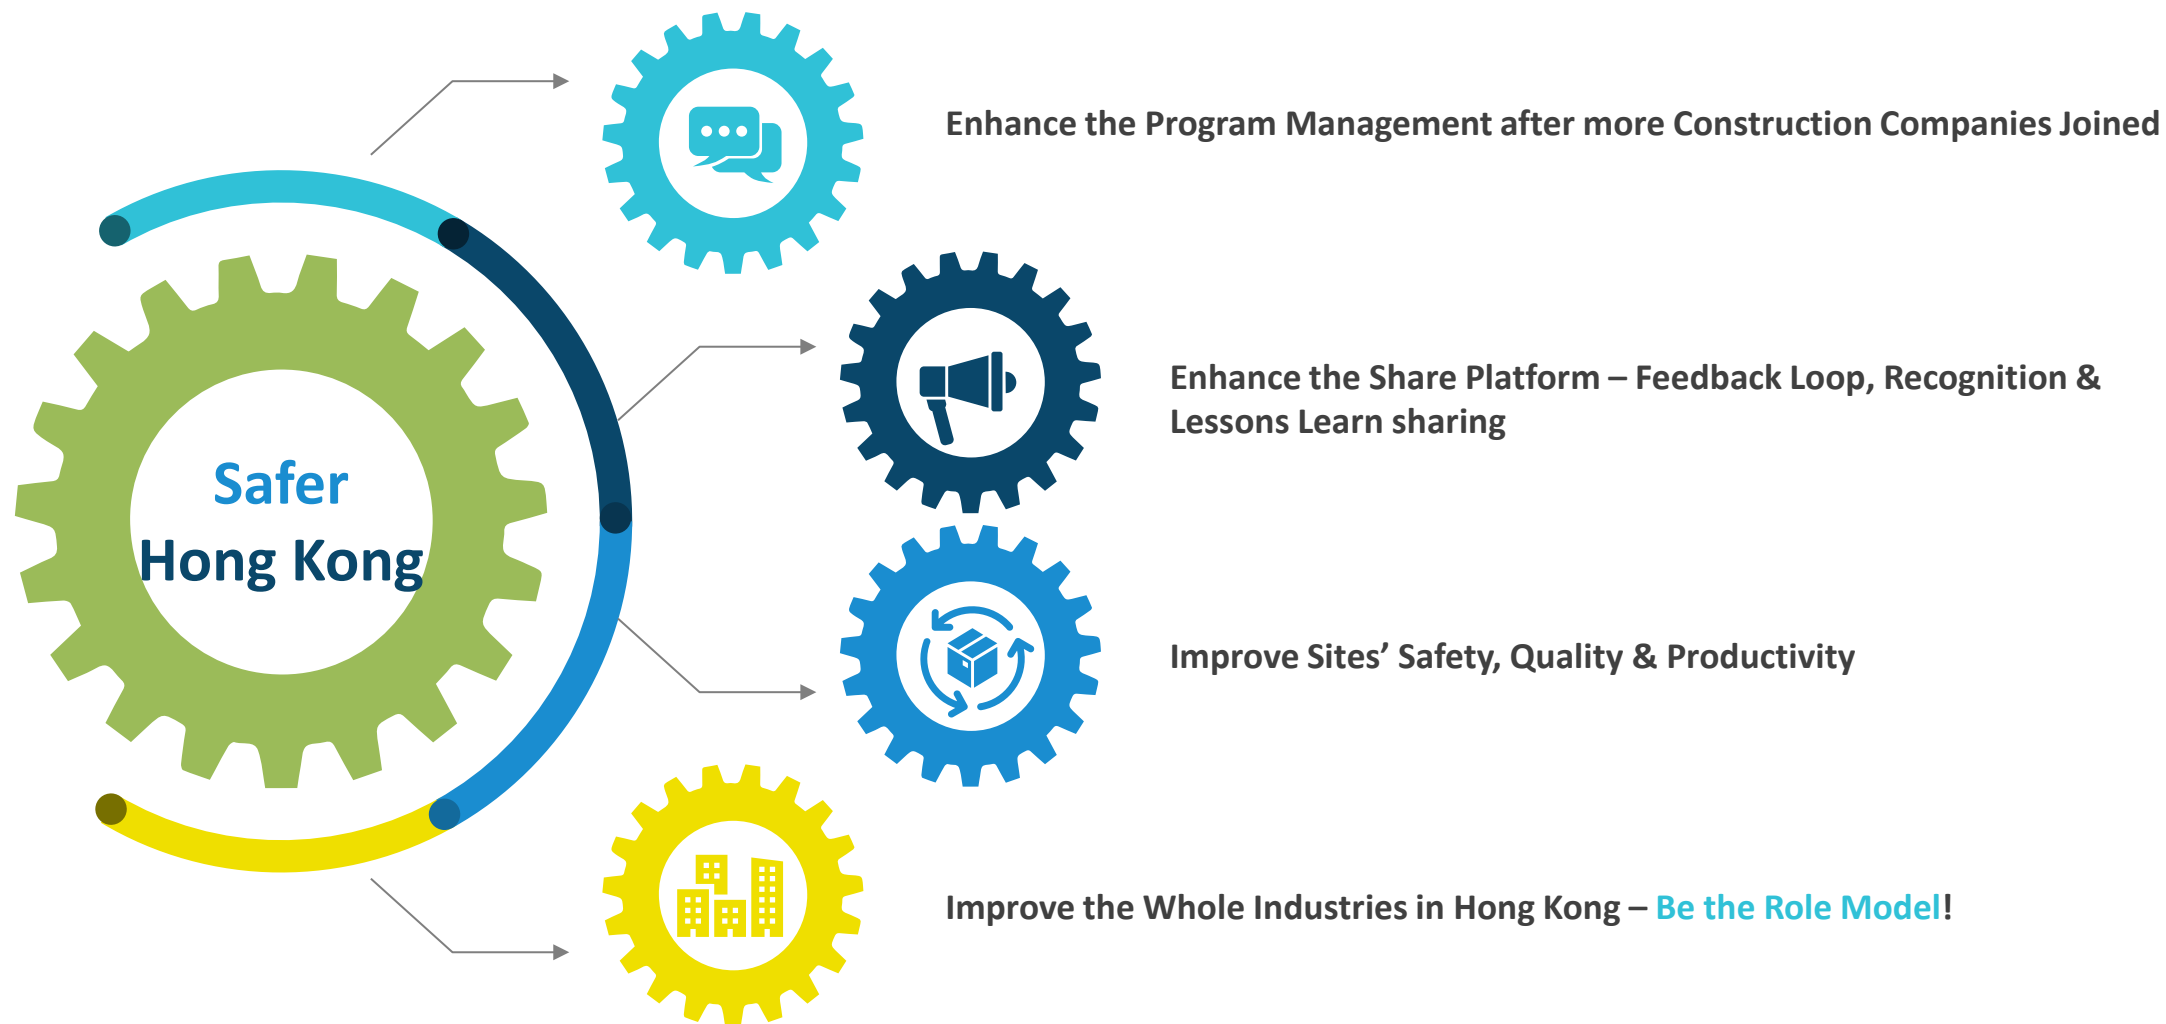 Enhance the Program Management after more Construction Companies Joined
Enhance the Share Platform – Feedback Loop, Recognition &
Lessons Learn sharing
Safer
Hong Kong
Improve Sites’ Safety, Quality & Productivity
Improve the Whole Industries in Hong Kong – Be the Role Model!